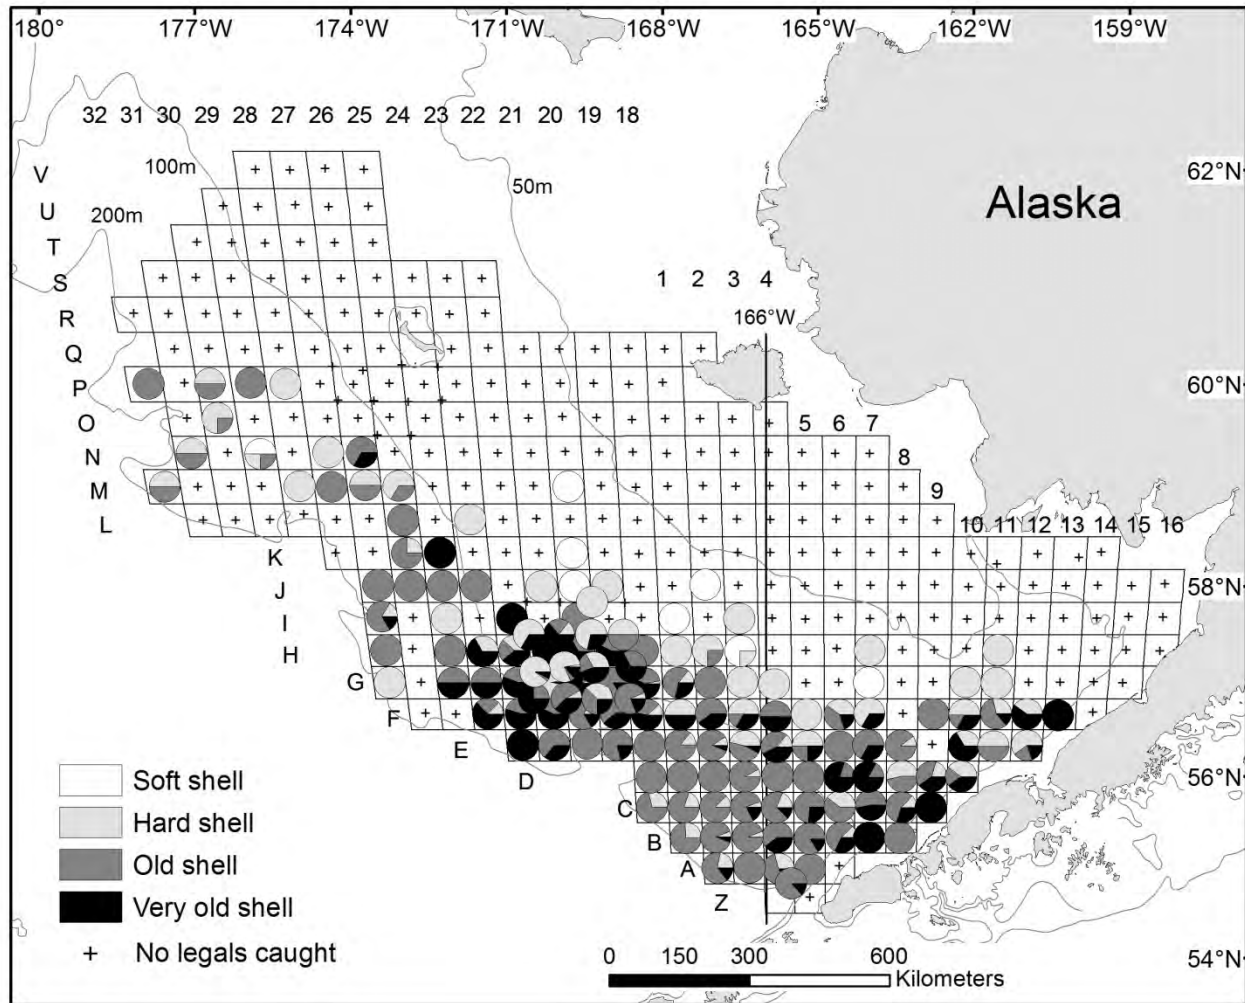 180° 177°W 174°W 171°W 168°W 165°W 162°W 159°W
32 31 30 29 28 27 26 25 24 23 22 21 20 19 18
V
100m
62°N
50m
Alaska
U
200m
T
S
1 2 3 4
R
166°W
Q
P
60°N
O
5 6 7
N
8
M
9
L
10 11 12 13 14 15 16
K
J
58°N
I
H
G
F
E
D
56°N
Soft shell
Hard shell
C
Old shell
B
A
Very old shell
Z
+ No legals caught
0 150 300 600
Kilometers
54°N